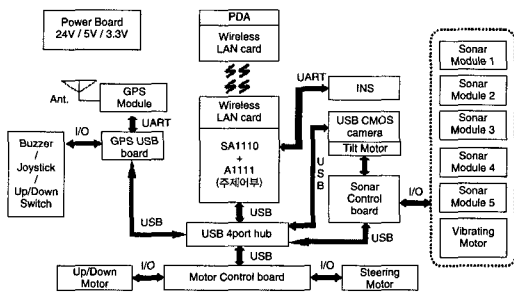 Power Board
24V / 5V / 3.3V
PDA
Wireless
LAN card
Ant.
GPS
Module
UART
I/O
GPS USB
board
Buzzer
/
Joystick
/
Up/Down
Switch
USB
Wireless
LAN card
SA1110
+
A1111
(주제어부)
USB
UART
INS
USB CMOS
camera
Tilt Motor
USB
Sonar
Control
board
I/O
USB
USB 4port hub
USB
Up/Down
Motor
I/O
Motor Control board
I/O
Steering
Motor
Sonar
Module 1
Sonar
Module 2
Sonar
Module 3
Sonar
Module 4
Sonar
Module 5
Vibrating
Motor